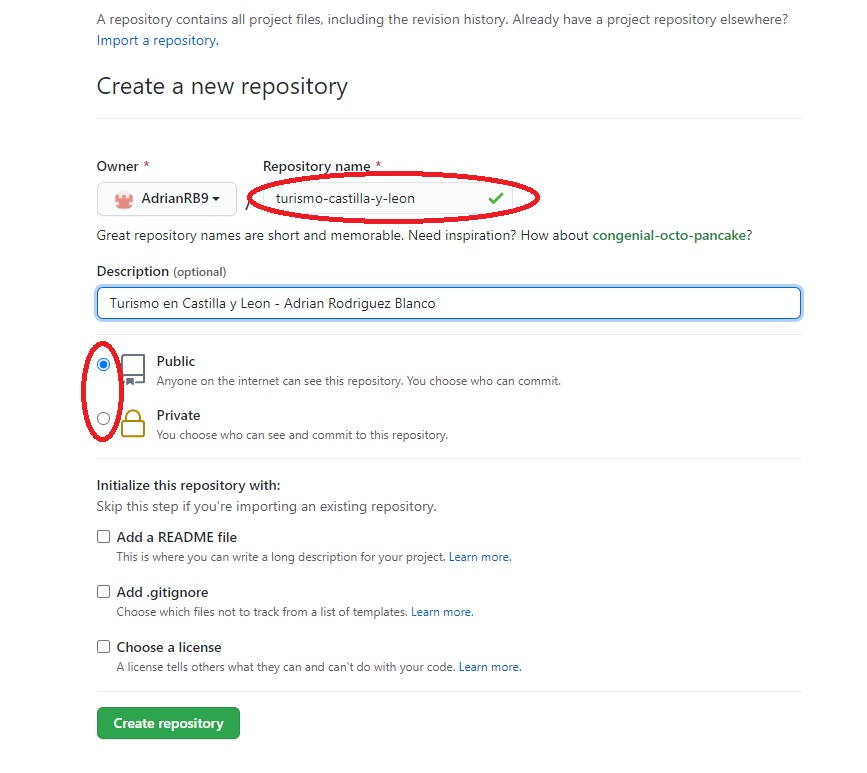 A repository contains all project files, including the revision history. Already have a project repository elsewhere?
Import a repository.
Create a new repository
Owner * Repository name *
AdrianRB9 / turismo-castilla-y-leon
Great repository names are short and memorable. Need inspiration? How about congenial-octo-pancake?
Description (optional)
Turismo en Castilla y Leon - Adrian Rodriguez Blanco
Public
Anyone on the internet can see this repository. You choose who can commit.
Private
You choose who can see and commit to this repository.
Initialize this repository with:
Skip this step if you're importing an existing repository.
Add a README file
This is where you can write a long description for your project. Learn more.
Add .gitignore
Choose which files not to track from a list of templates. Learn more.
Choose a license
A license tells others what they can and can't do with your code. Learn more.
Create repository